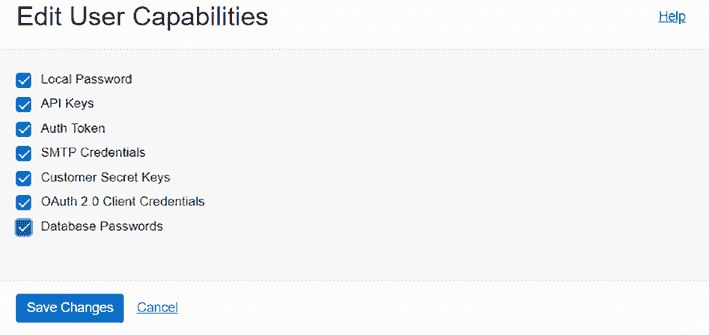 Edit User Capabilities
Help
Local Password
API Keys
Auth Token
SMTP Credentials
Customer Secret Keys
OAuth 2.0 Client Credentials
Database Passwords
Save Changes
Cancel